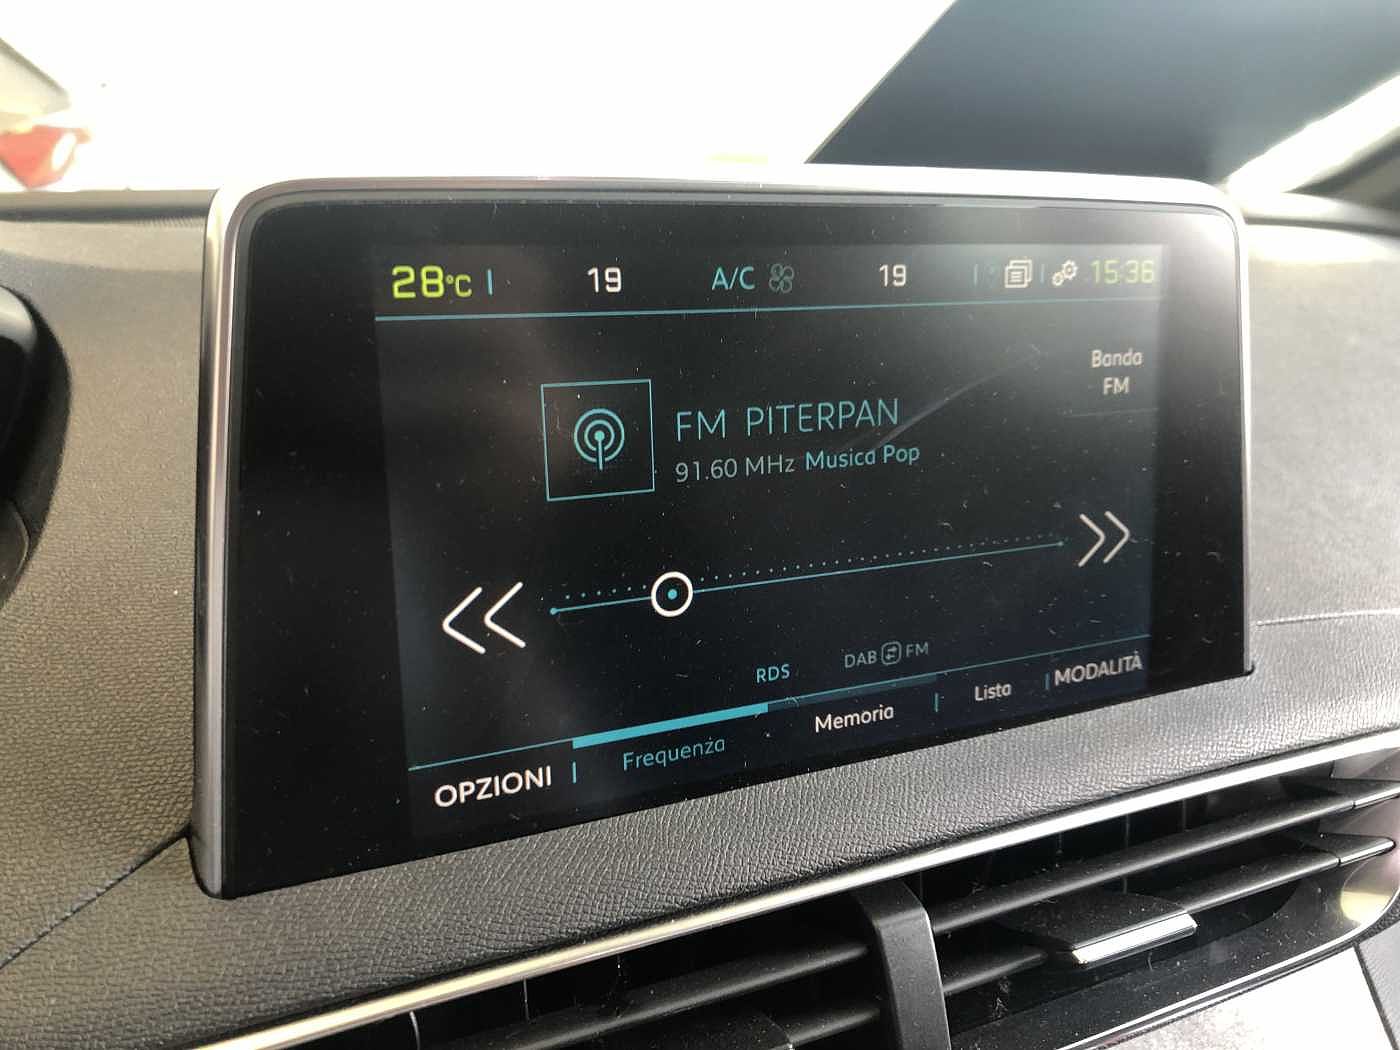 28°C 19 A/C 19 15:36
Banda
FM
FM PITERPAN
91.60 MHz Musica Pop
RDS DAB FM
OPZIONI Frequenza Memoria Lista MODALITÀ